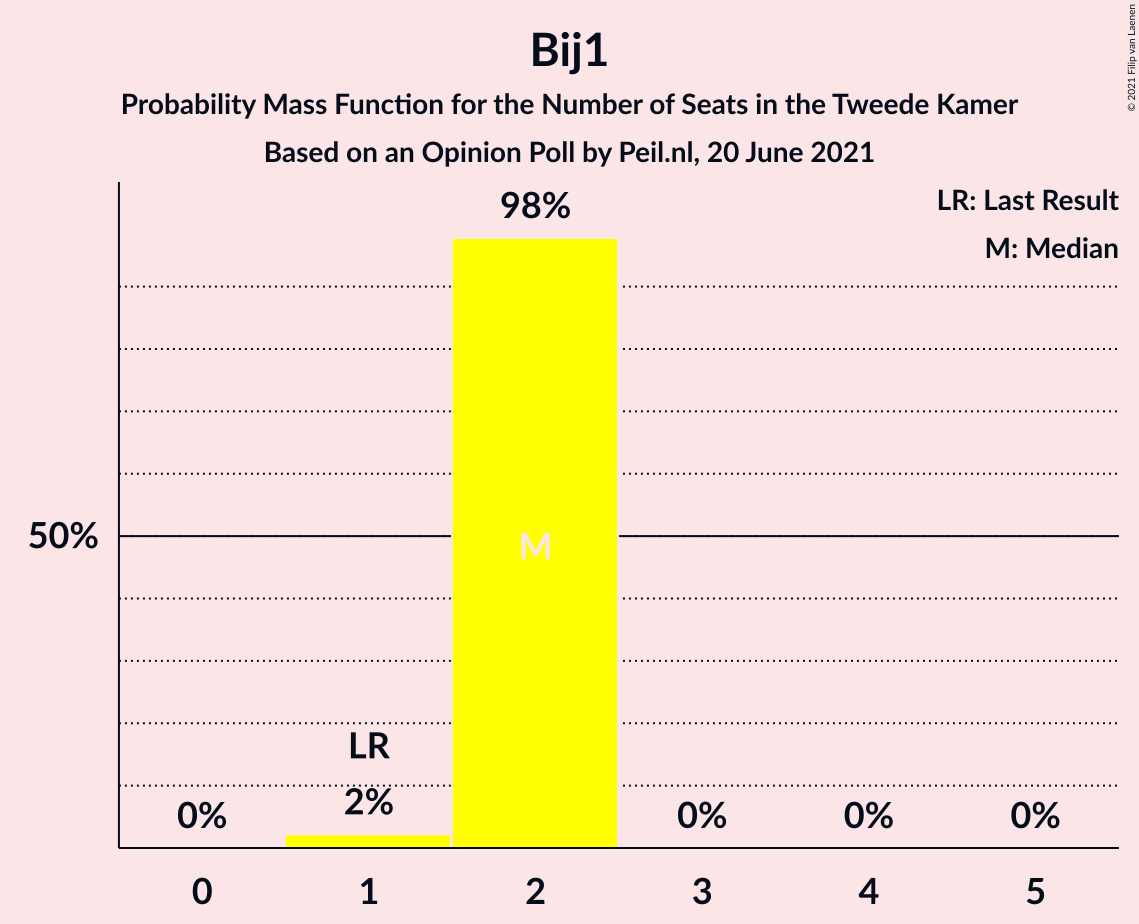 Bij1
Probability Mass Function for the Number of Seats in the Tweede Kamer
Based on an Opinion Poll by Peil.nl, 20 June 2021
© 2021 Filip van Laenen
LR: Last Result
M: Median
98%
50%
M
LR
0%
2%
0%
0%
0%
0 1 2 3 4 5